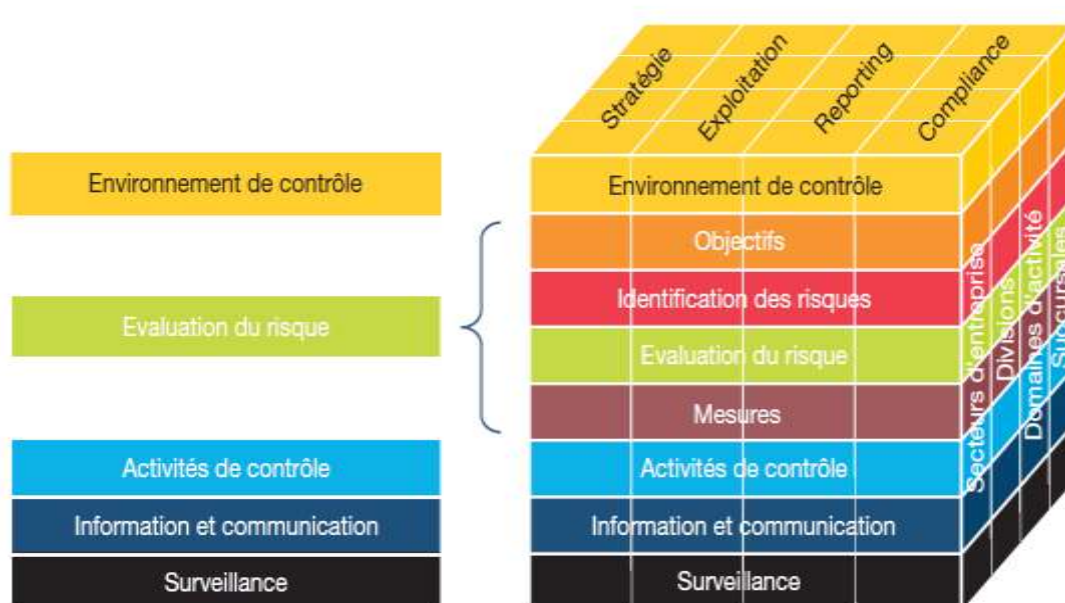 Stratégie
Exploitation
Reporting
Compliance
Environnement de contrôle
Evaluation du risque
Activités de contrôle
Information et communication
Surveillance
Environnement de contrôle
Objectifs
Identification des risques
Evaluation du risque
Mesures
Activités de contrôle
Information et communication
Surveillance
Secteurs d'entreprise
Divisions
Domaines d'activité
Succursales